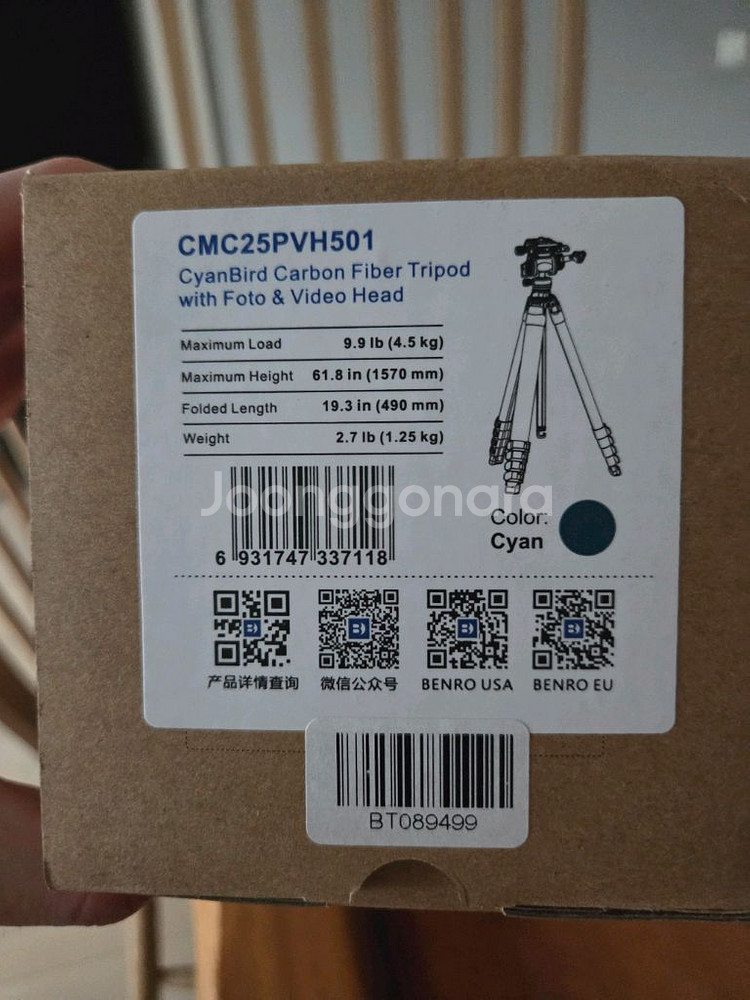 CMC25PVH501
CyanBird Carbon Fiber Tripod
with Foto & Video Head
Maximum Load 9.9 lb (4.5 kg)
Maximum Height 61.8 in (1570 mm)
Folded Length 19.3 in (490 mm)
Weight 2.7 lb (1.25 kg)
Joonggonara
Color:
Cyan
6 931747 337118
产品详情查询 微信公众号 BENRO USA BENRO EU
BT089499